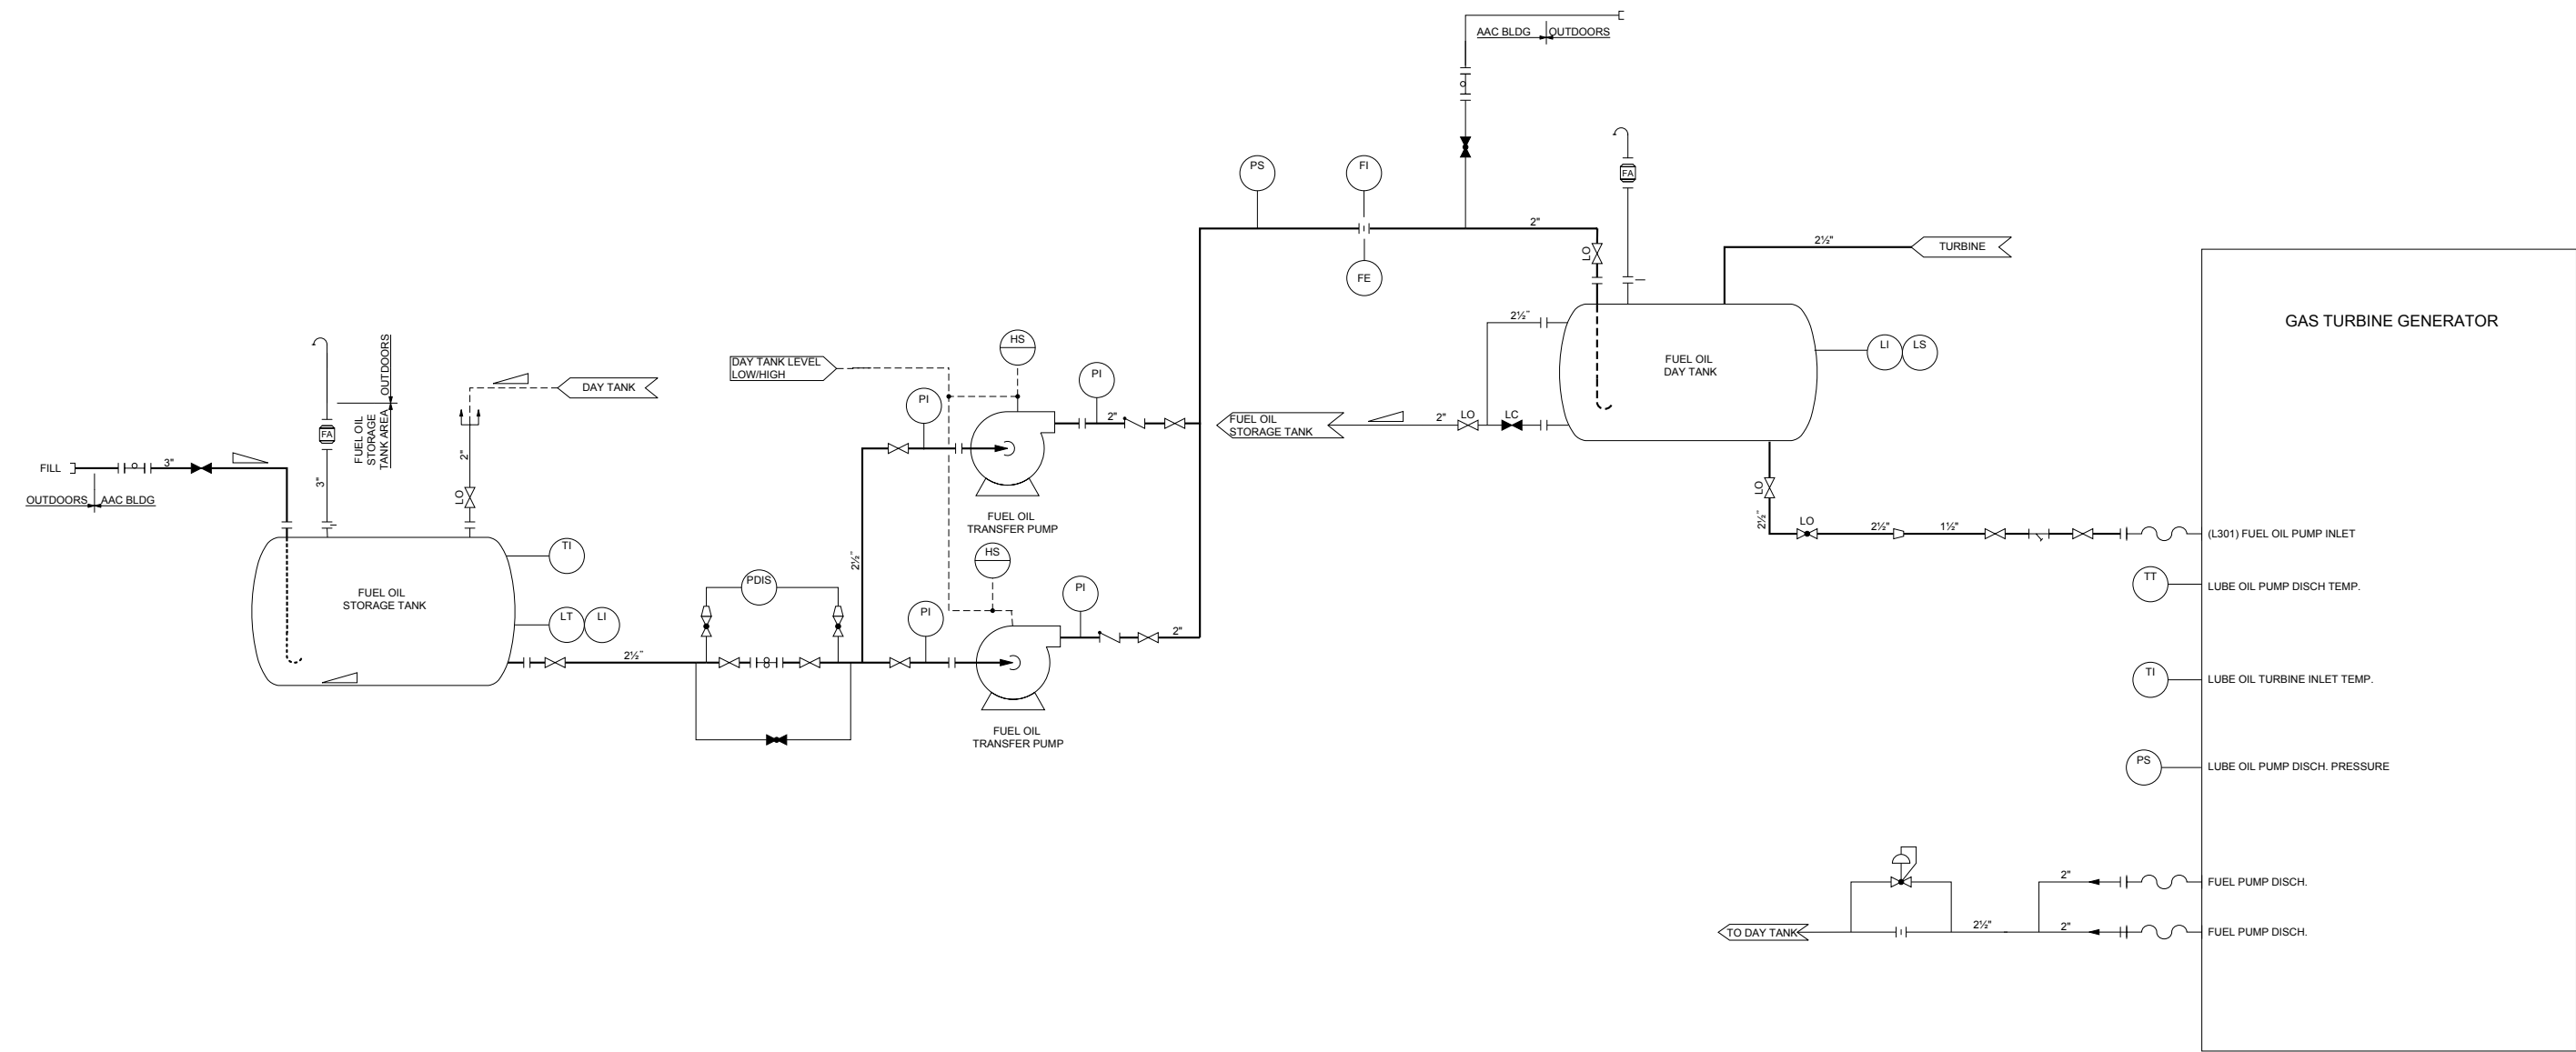 AAC BLDG
OUTDOORS
PS
FI
FA
2"
LO
2½"
TURBINE
FE
GAS TURBINE GENERATOR
HS
2½"
DAY TANK LEVEL
LOW/HIGH
FUEL OIL
DAY TANK
LI
LS
OUTDOORS
FUEL OIL
STORAGE
TANK AREA
DAY TANK
PI
PI
2"
FUEL OIL
STORAGE TANK
2"
LO
LC
FA
FILL
3"
2"
3"
LO
OUTDOORS
AAC BLDG
LO
FUEL OIL
TRANSFER PUMP
2½"
LO
2½"
1½"
(L301) FUEL OIL PUMP INLET
TI
HS
2½"
PDIS
PI
TT
LUBE OIL PUMP DISCH TEMP.
FUEL OIL
STORAGE TANK
LT
LI
PI
2"
2½"
TI
LUBE OIL TURBINE INLET TEMP.
FUEL OIL
TRANSFER PUMP
PS
LUBE OIL PUMP DISCH. PRESSURE
2"
FUEL PUMP DISCH.
TO DAY TANK
2½"
2"
FUEL PUMP DISCH.